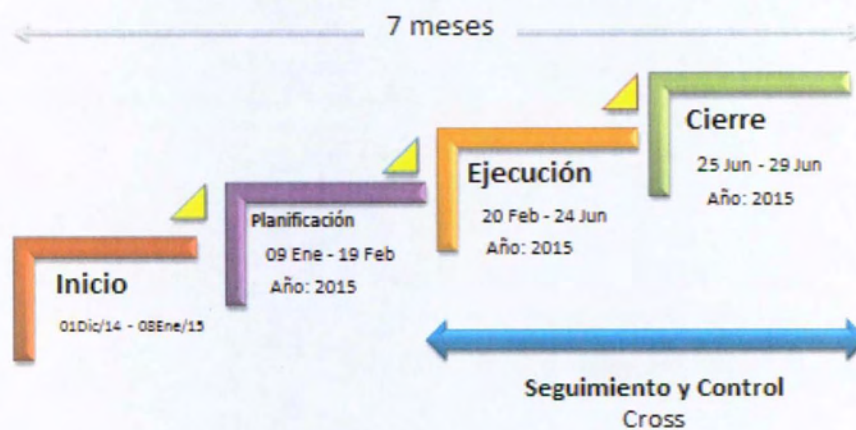 7 meses
Inicio
01Dic/14 - 08Ene/15
Planificación
09 Ene - 19 Feb
Año: 2015
Ejecución
20 Feb - 24 Jun
Año: 2015
Cierre
25 Jun - 29 Jun
Año: 2015
Seguimiento y Control
Cross